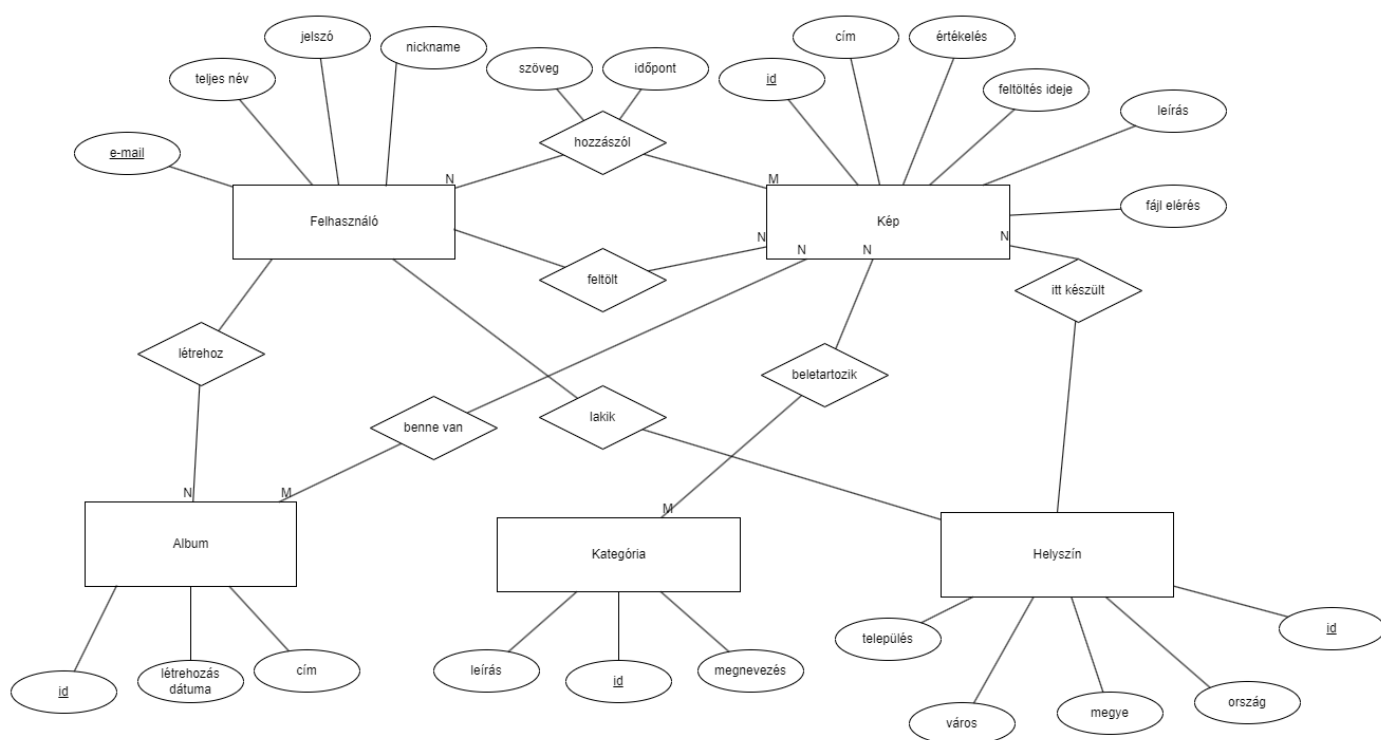 jelszó
nickname
teljes név
e-mail
szöveg
időpont
hozzászól
cím
értékelés
id
feltöltés ideje
leírás
fájl elérés
N
M
Felhasználó
Kép
N
N
N
N
feltölt
itt készült
létrehoz
beletartozik
benne van
lakik
N
M
M
Album
Kategória
Helyszín
id
létrehozás
dátuma
cím
leírás
id
megnevezés
település
város
megye
ország
id